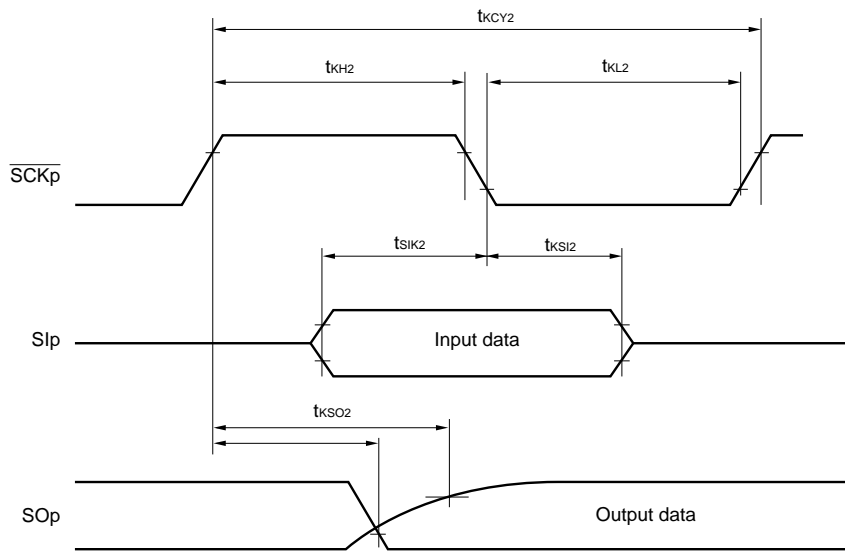 tKCY2
tKH2
tKL2
SCKp
tSIK2
tKSI2
SIp
Input data
tKSO2
SOp
Output data